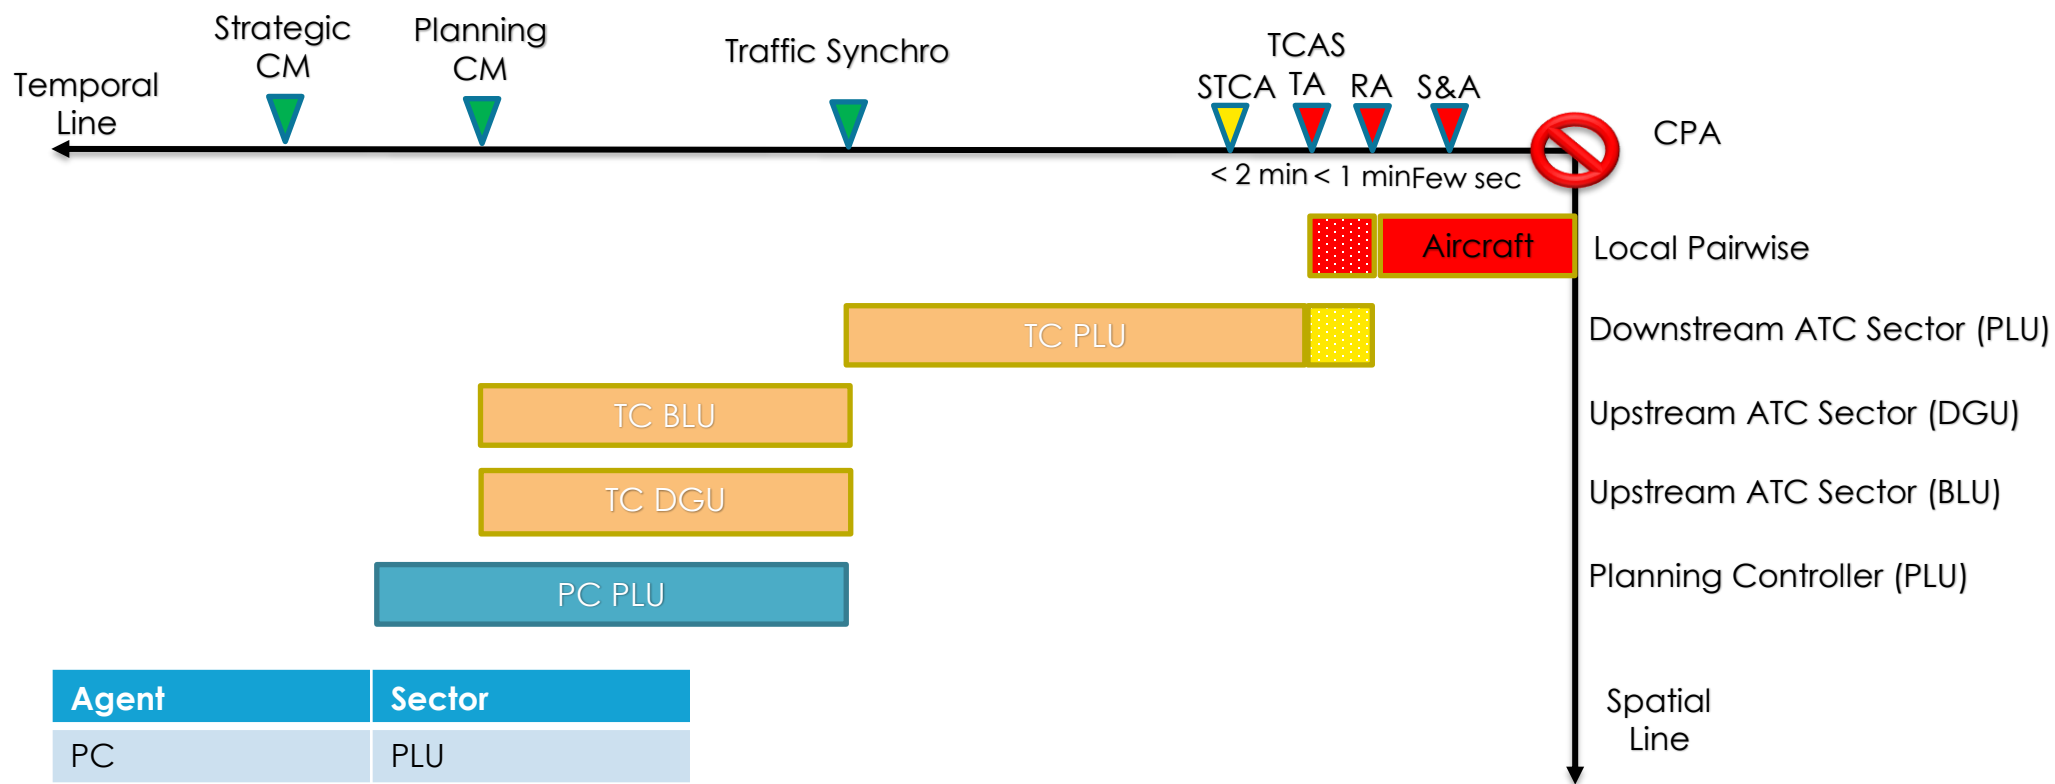 Strategic
CM
Planning
CM
Traffic Synchro
TCAS
STCA TA RA S&A
Temporal
Line
CPA
< 2 min < 1 min Few sec
Aircraft Local Pairwise
TC PLU Downstream ATC Sector (PLU)
TC BLU Upstream ATC Sector (DGU)
TC DGU Upstream ATC Sector (BLU)
PC PLU Planning Controller (PLU)
Agent Sector
PC PLU
Spatial
Line